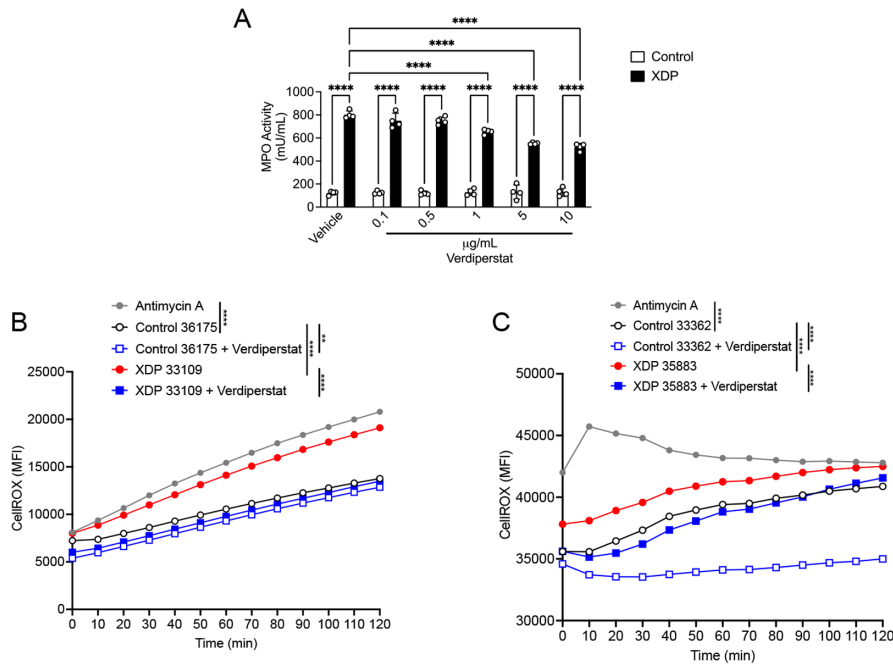 A
****
****
****
**** **** **** **** **** ****
Control
XDP
MPO Activity
(mU/mL)
1000
800
600
400
200
0
Vehicle
0.1
0.5
1
5
10
μg/mL
Verdiperstat
B
Antimycin A
Control 36175
Control 36175 + Verdiperstat
XDP 33109
XDP 33109 + Verdiperstat
****
****
**
****
CellROX (MFI)
25000
20000
15000
10000
5000
0
0 10 20 30 40 50 60 70 80 90 100 110 120
Time (min)
C
Antimycin A
Control 33362
Control 33362 + Verdiperstat
XDP 35883
XDP 35883 + Verdiperstat
****
****
****
****
CellROX (MFI)
50000
45000
40000
35000
30000
0 10 20 30 40 50 60 70 80 90 100 110 120
Time (min)